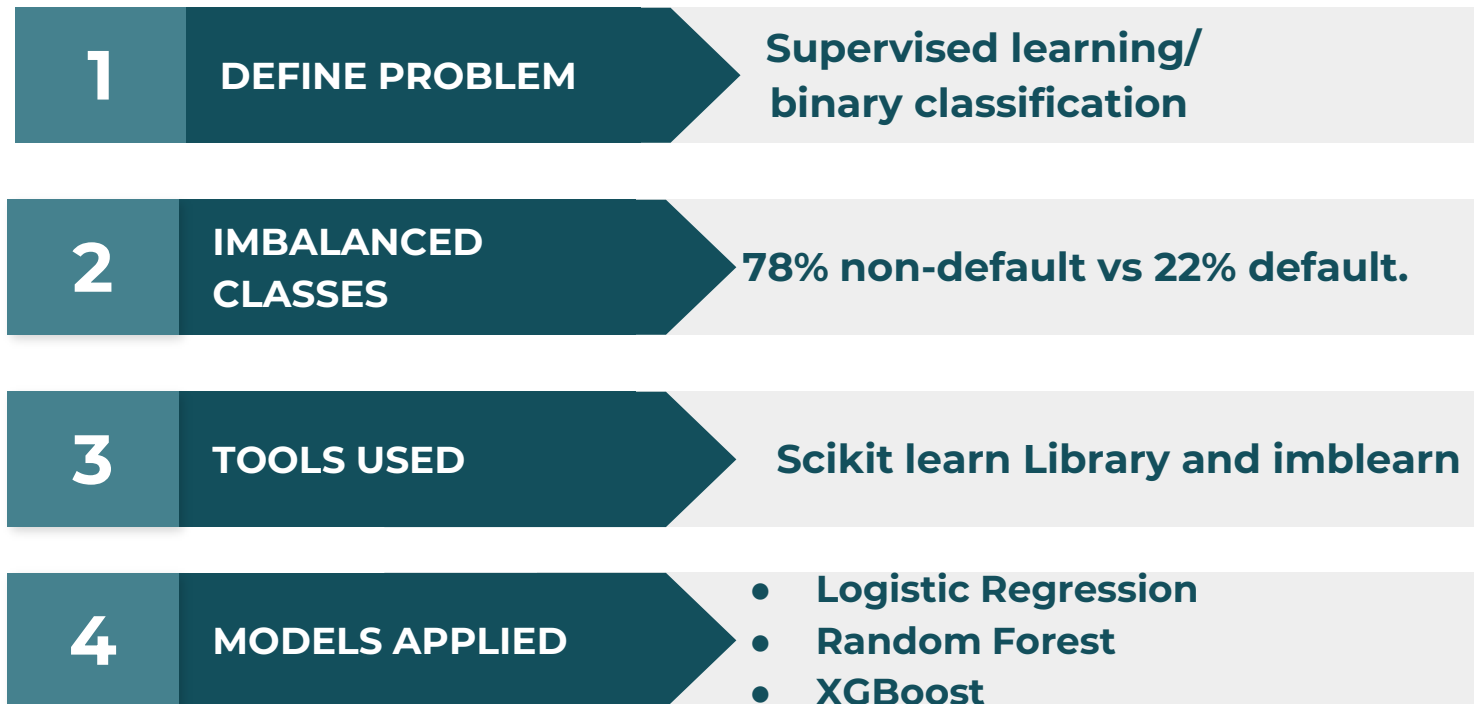 1
DEFINE PROBLEM
Supervised learning/
binary classification
2
IMBALANCED
CLASSES
78% non-default vs 22% default.
3
TOOLS USED
Scikit learn Library and imblearn
4
MODELS APPLIED
● Logistic Regression
● Random Forest
● XGBoost